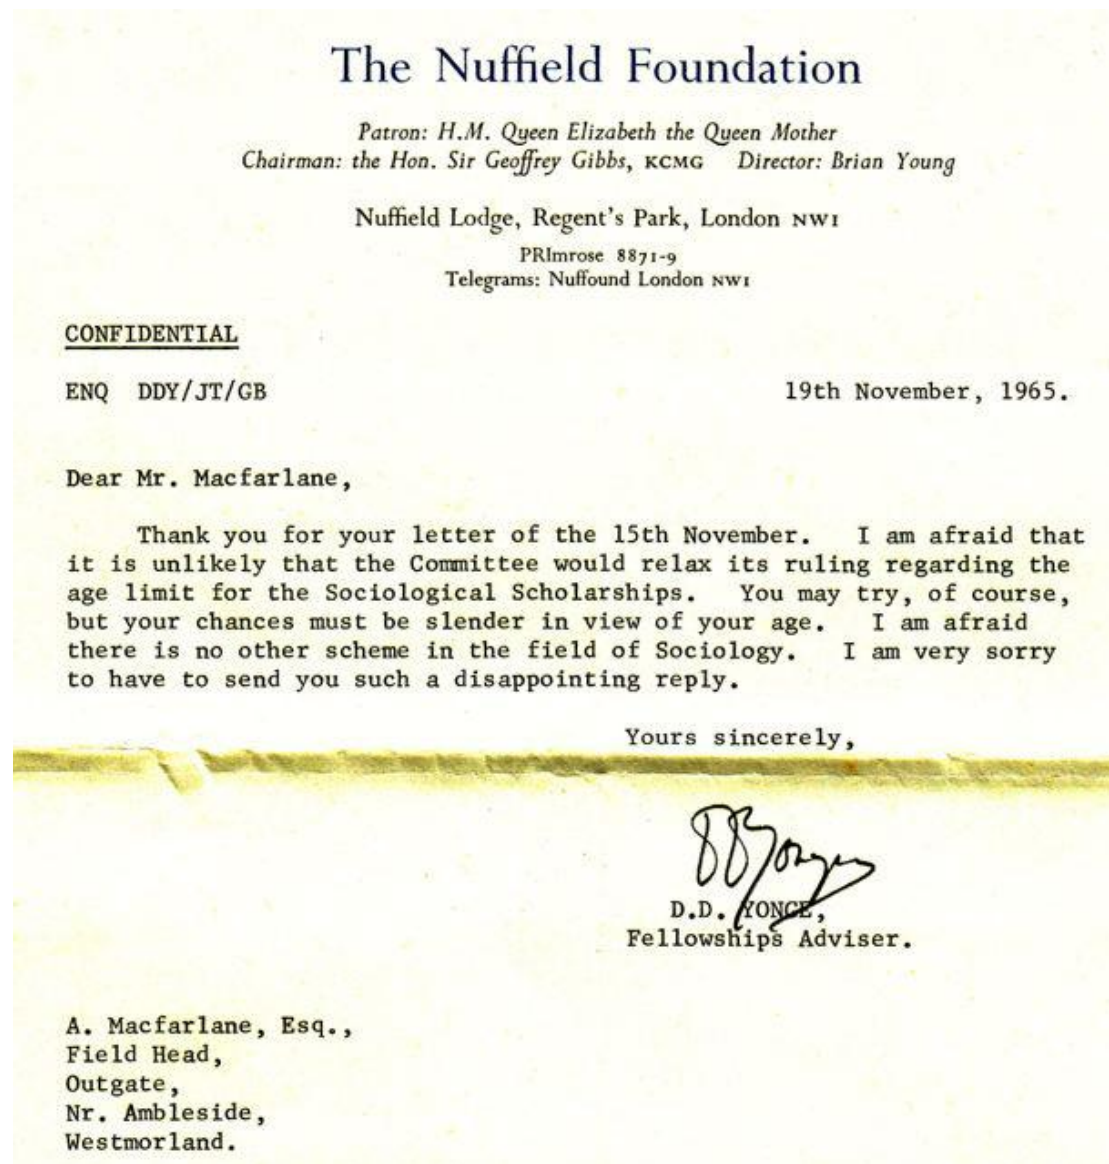 The Nuffield Foundation
Patron: H.M. Queen Elizabeth the Queen Mother
Chairman: the Hon. Sir Geoffrey Gibbs, KCMG Director: Brian Young
Nuffield Lodge, Regent's Park, London NW1
PRImrose 8871-9
Telegrams: Nuffound London NW1
CONFIDENTIAL
ENQ DDY/JT/GB 19th November, 1965.
Dear Mr. Macfarlane,
Thank you for your letter of the 15th November. I am afraid that
it is unlikely that the Committee would relax its ruling regarding the
age limit for the Sociological Scholarships. You may try, of course,
but your chances must be slender in view of your age. I am afraid
there is no other scheme in the field of Sociology. I am very sorry
to have to send you such a disappointing reply.
Yours sincerely,
DDYonge
D.D. YONGE,
Fellowships Adviser.
A. Macfarlane, Esq.,
Field Head,
Outgate,
Nr. Ambleside,
Westmorland.